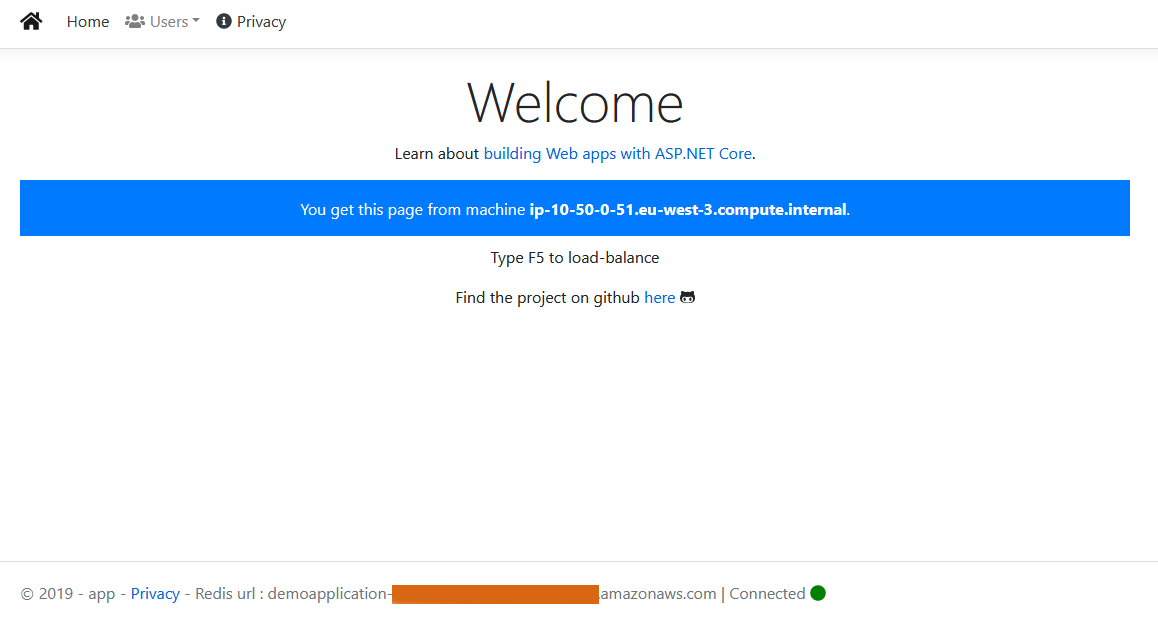 Home Users Privacy
Welcome
Learn about building Web apps with ASP.NET Core.
You get this page from machine ip-10-50-0-51.eu-west-3.compute.internal.
Type F5 to load-balance
Find the project on github here
© 2019 - app - Privacy - Redis url : demoapplication- .amazonaws.com | Connected